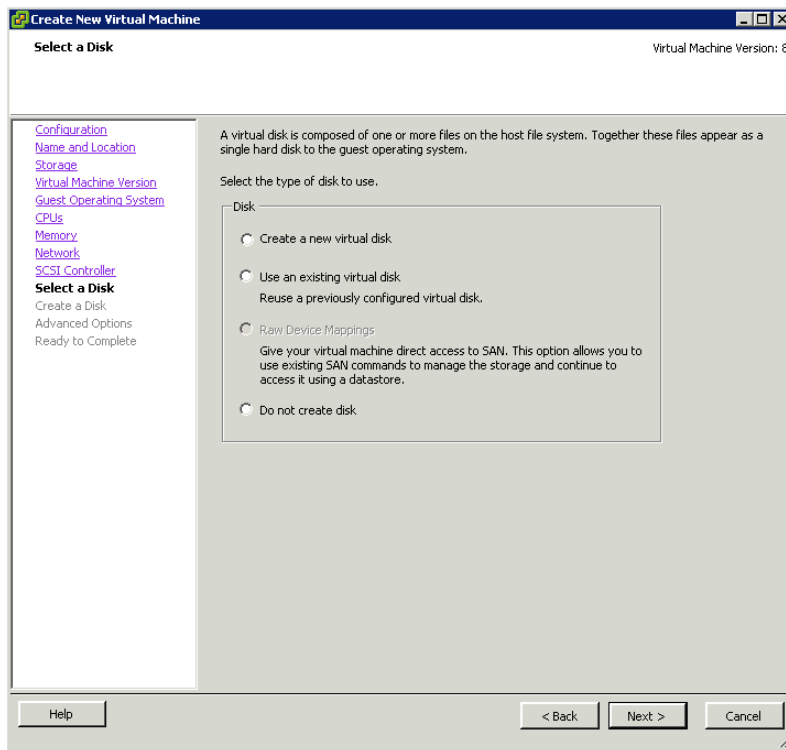 Create New Virtual Machine
Select a Disk
Virtual Machine Version: 8
Configuration
Name and Location
Storage
Virtual Machine Version
Guest Operating System
CPUs
Memory
Network
SCSI Controller
Select a Disk
Create a Disk
Advanced Options
Ready to Complete
A virtual disk is composed of one or more files on the host file system. Together these files appear as a
single hard disk to the guest operating system.
Select the type of disk to use.
Disk
Create a new virtual disk
Use an existing virtual disk
Reuse a previously configured virtual disk.
Raw Device Mappings
Give your virtual machine direct access to SAN. This option allows you to
use existing SAN commands to manage the storage and continue to
access it using a datastore.
Do not create disk
Help
< Back
Next >
Cancel